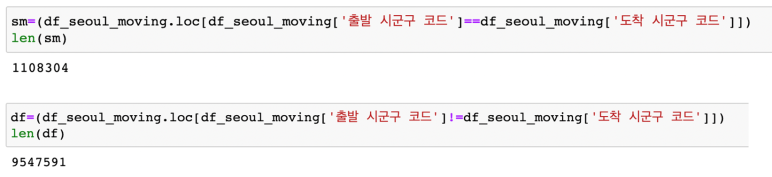 sm=(df_seoul_moving.loc[df_seoul_moving['출발 시군구 코드']==df_seoul_moving['도착 시군구 코드']])
len(sm)
1108304
df=(df_seoul_moving.loc[df_seoul_moving['출발 시군구 코드']!=df_seoul_moving['도착 시군구 코드']])
len(df)
9547591